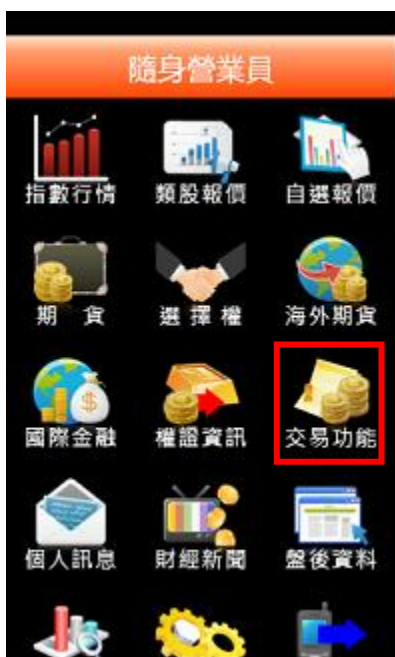 隨身營業員
指數行情 類股報價 自選報價
期 貨 選 擇 權 海外期貨
國際金融 權證資訊 交易功能
個人訊息 財經新聞 盤後資料